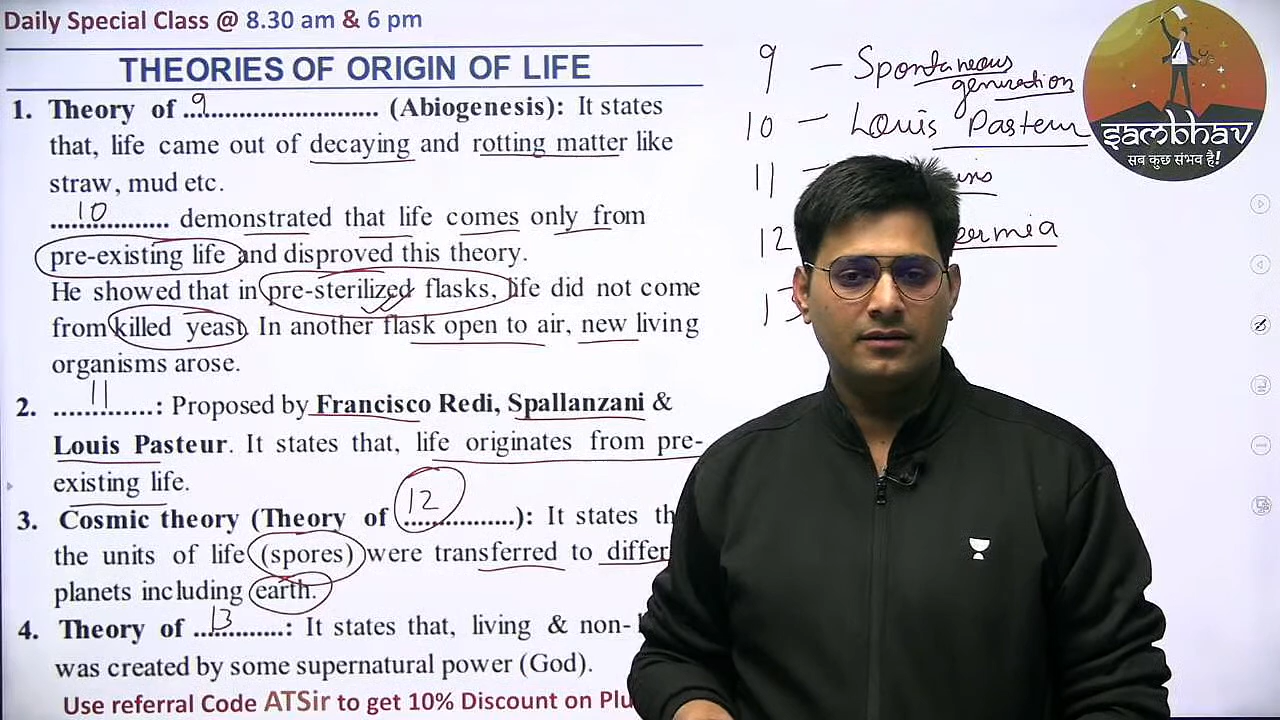 Daily Special Class @ 8.30 am & 6 pm
THEORIES OF ORIGIN OF LIFE
1. Theory of ..9............................ (Abiogenesis): It states
that, life came out of decaying and rotting matter like
straw, mud etc.
....10............ demonstrated that life comes only from
pre-existing life and disproved this theory.
He showed that in pre-sterilized flasks, life did not come
from killed yeast. In another flask open to air, new living
organisms arose.
2. .....11........: Proposed by Francisco Redi, Spallanzani &
Louis Pasteur. It states that, life originates from pre-
existing life.
3. Cosmic theory (Theory of ..12..............): It states
the units of life (spores) were transferred to
planets including earth.
4. Theory of ...13..........: It states that, living & non-
was created by some supernatural power (God).
Use referral Code ATSir to get 10% Discount on
9 – Spontaneous
generation
10 – Louis Pasteur
11 –
12
sambhav
सब कुछ संभव है!